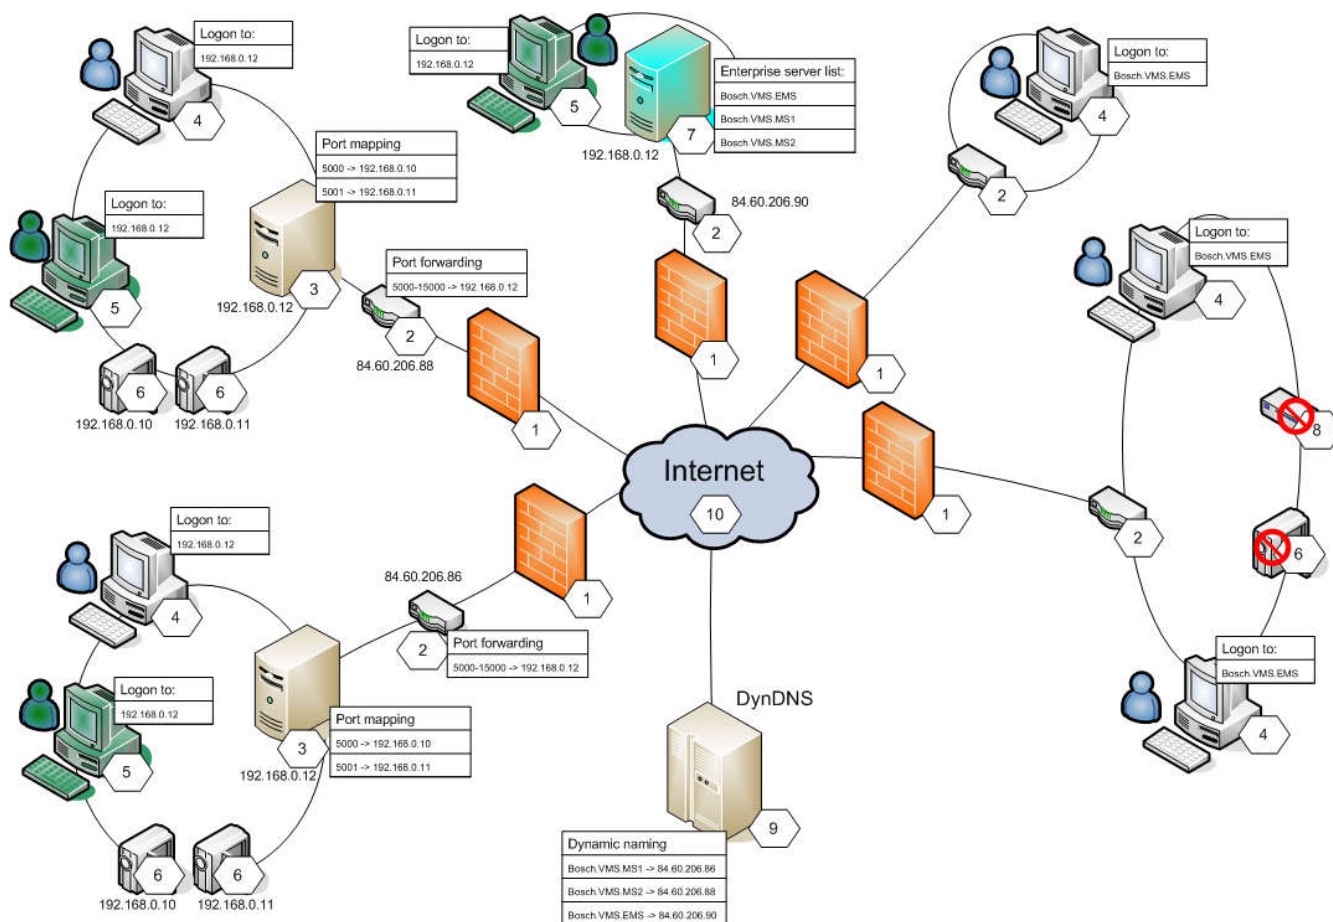 Logon to:
192.168.0.12
4
Port mapping
5000 -> 192.168.0.10
5001 -> 192.168.0.11
Logon to:
192.168.0.12
5
3
192.168.0.12
Port forwarding
5000-15000 -> 192.168.0.12
2
84.60.206.88
6
6
192.168.0.10
192.168.0.11
1
Logon to:
192.168.0.12
5
7
192.168.0.12
Enterprise server list:
Bosch.VMS.EMS
Bosch.VMS.MS1
Bosch.VMS.MS2
2
84.60.206.90
1
Logon to:
Bosch.VMS.EMS
4
2
1
Logon to:
Bosch.VMS.EMS
4
8
1
2
6
Logon to:
Bosch.VMS.EMS
4
Internet
10
Logon to:
192.168.0.12
4
84.60.206.86
1
2
Port forwarding
5000-15000 -> 192.168.0.12
Logon to:
192.168.0.12
5
3
192.168.0.12
Port mapping
5000 -> 192.168.0.10
5001 -> 192.168.0.11
6
6
192.168.0.10
192.168.0.11
DynDNS
9
Dynamic naming
Bosch.VMS.MS1 -> 84.60.206.86
Bosch.VMS.MS2 -> 84.60.206.88
Bosch.VMS.EMS -> 84.60.206.90